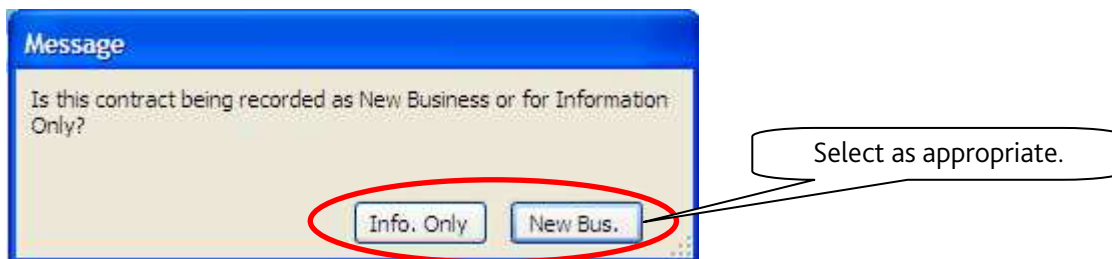 Message
Is this contract being recorded as New Business or for Information
Only?
Select as appropriate.
Info. Only
New Bus.